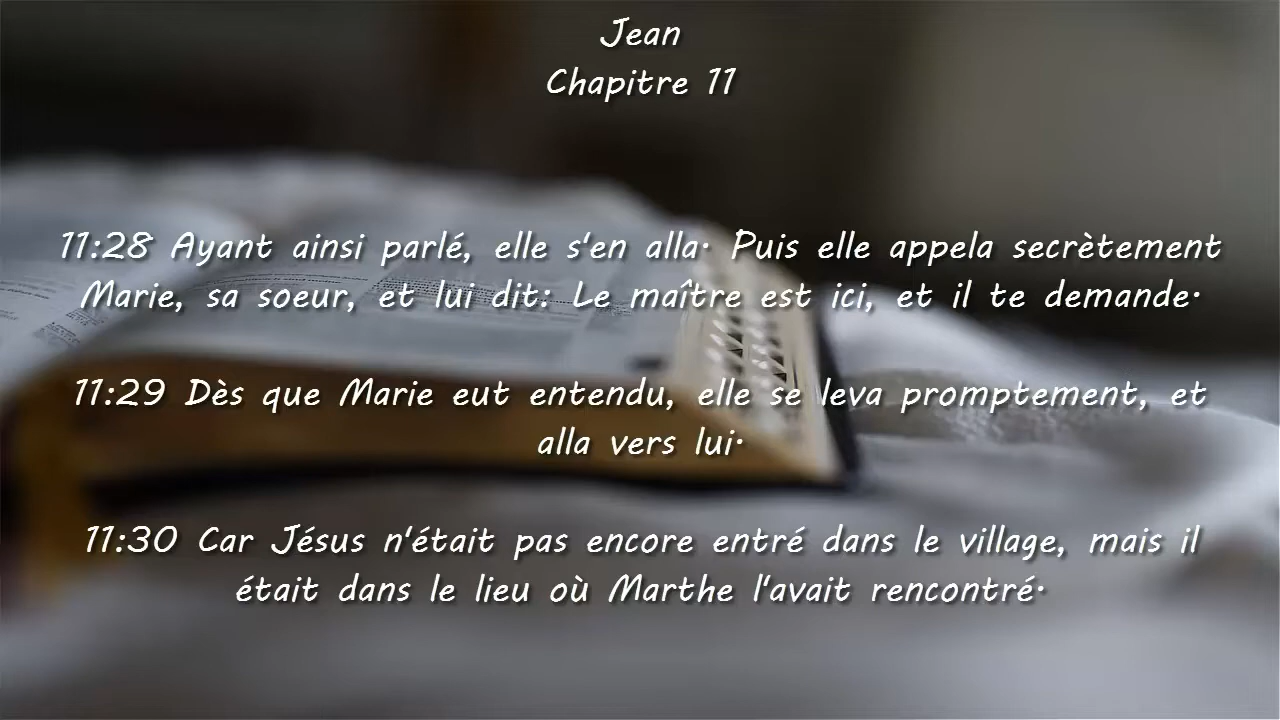 Jean
Chapitre 11
11:28 Ayant ainsi parlé, elle s'en alla. Puis elle appela secrètement
Marie, sa soeur, et lui dit: Le maître est ici, et il te demande.
11:29 Dès que Marie eut entendu, elle se leva promptement, et
alla vers lui.
11:30 Car Jésus n'était pas encore entré dans le village, mais il
était dans le lieu où Marthe l'avait rencontré.